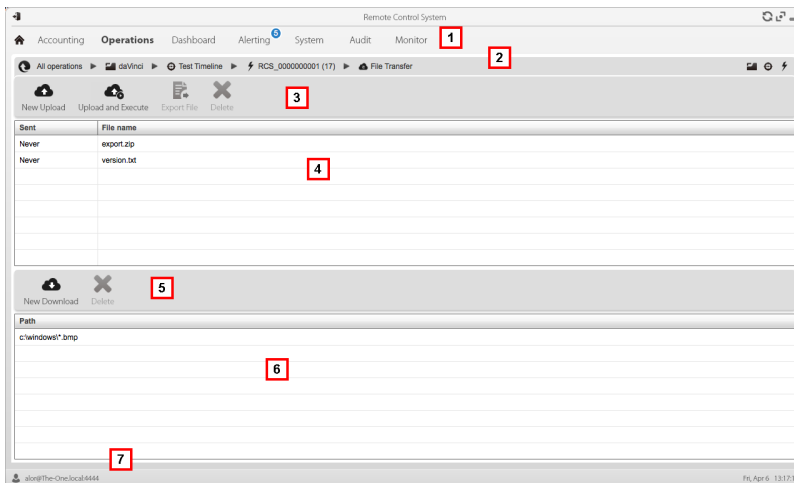 Remote Control System
Accounting Operations Dashboard Alerting 5 System Audit Monitor 1
All operations daVinci Test Timeline RCS_0000000001 (17) File Transfer 2
New Upload Upload and Execute Export File Delete 3
Sent File name
Never export.zip
Never version.txt
4
New Download Delete 5
Path
c:\windows\*.bmp
6
7
alor@The-One.local:4444 Fri, Apr 6 13:17:1